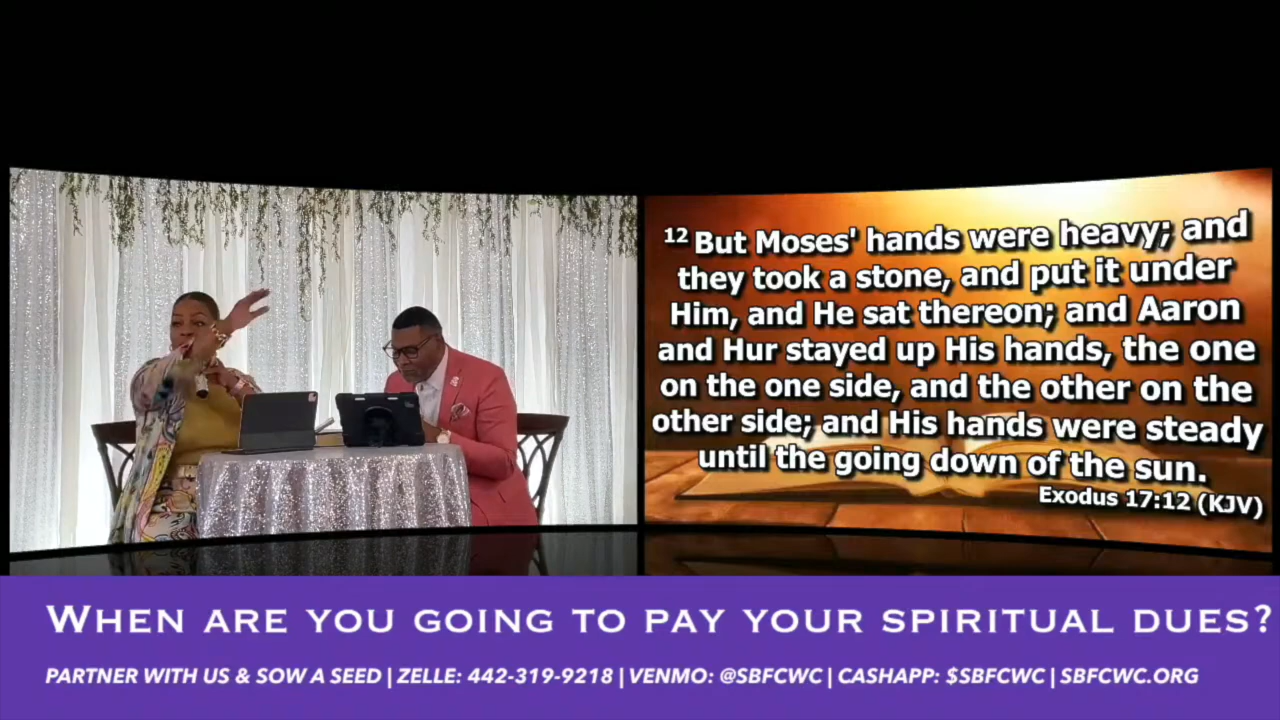 12 But Moses' hands were heavy; and
they took a stone, and put it under
Him, and He sat thereon; and Aaron
and Hur stayed up His hands, the one
on the one side, and the other on the
other side; and His hands were steady
until the going down of the sun.
Exodus 17:12 (KJV)
WHEN ARE YOU GOING TO PAY YOUR SPIRITUAL DUES?
PARTNER WITH US & SOW A SEED | ZELLE: 442-319-9218 | VENMO: @SBFCWC | CASHAPP: $SBFCWC | SBFCWC.ORG